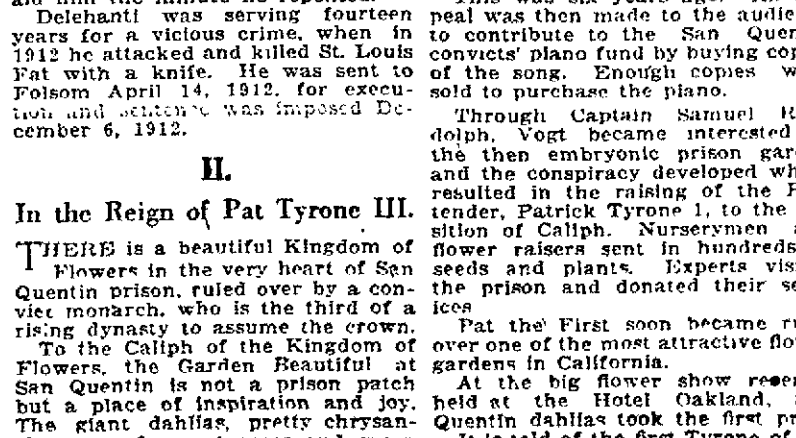 Delehanti was serving fourteen
years for a vicious crime, when in
1912 he attacked and killed St. Louis
Fat with a knife. He was sent to
Folsom April 14, 1912, for execu-
tion and sentence was imposed De-
cember 6, 1912.
II.
In the Reign of Pat Tyrone III.
THERE is a beautiful Kingdom of
Flowers in the very heart of San
Quentin prison, ruled over by a con-
vict monarch, who is the third of a
rising dynasty to assume the crown.
To the Caliph of the Kingdom of
Flowers, the Garden Beautiful at
San Quentin is not a prison patch
but a place of inspiration and joy.
The giant dahlias, pretty chrysan-
peal was then made to the audie
to contribute to the San Quen
convicts' piano fund by buying cop
of the song. Enough copies w
sold to purchase the piano.
Through Captain Samuel R
dolph, Vogt became interested
the then embryonic prison gar
and the conspiracy developed wh
resulted in the raising of the
tender, Patrick Tyrone 1, to the
sition of Caliph. Nurserymen
flower raisers sent in hundreds
seeds and plants. Experts vis
the prison and donated their se
ices
Pat the First soon became
over one of the most attractive flo
gardens in California.
At the big flower show recen
held at the Hotel Oakland,
Quentin dahlias took the first pr